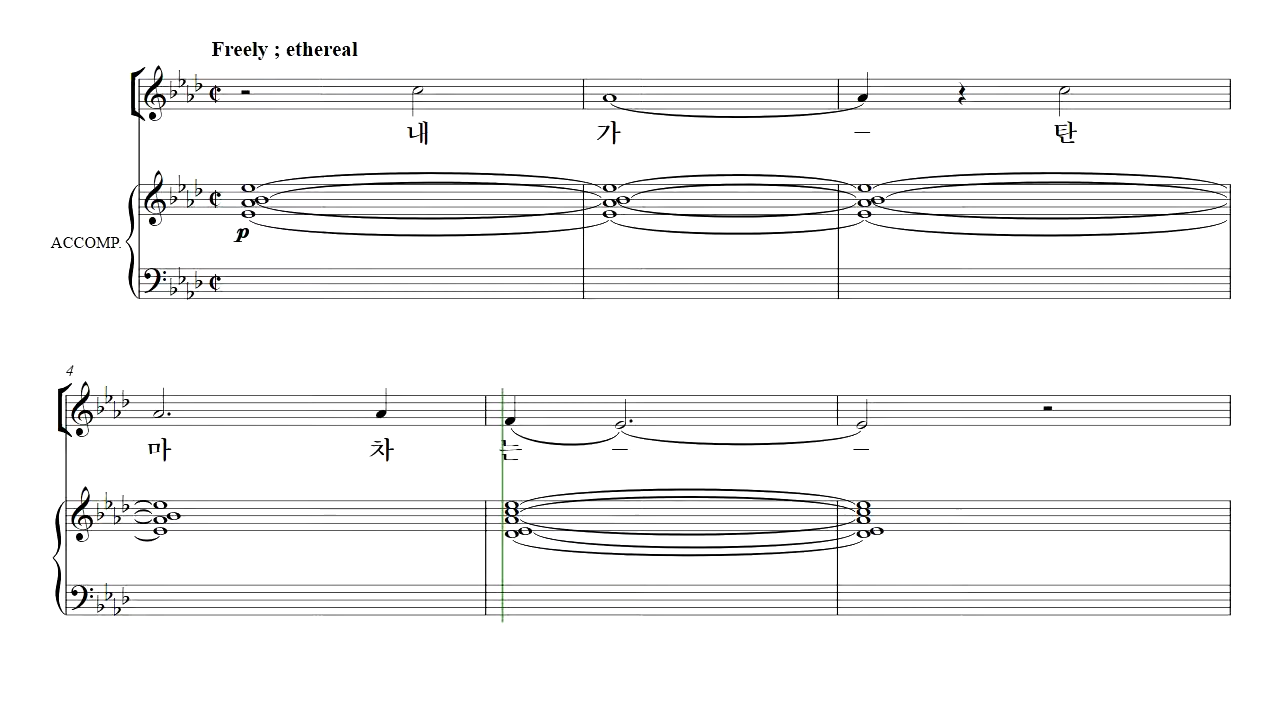 Freely ; ethereal
내 가 – 탄
p
ACCOMP.
4
마 차 는 – –